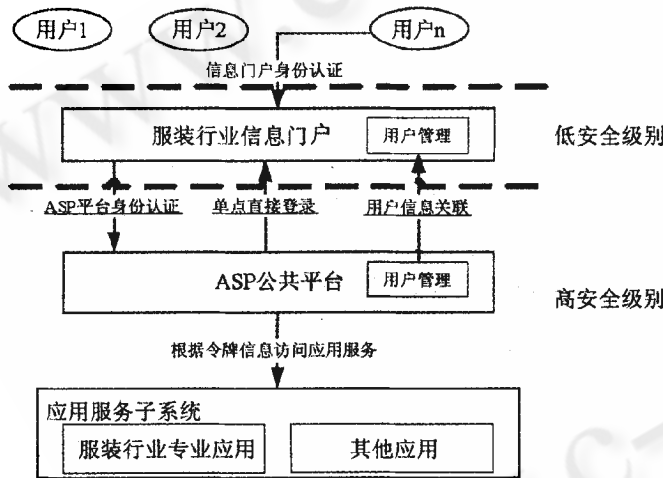 用户1
用户2
用户n
信息门户身份认证
服装行业信息门户
用户管理
低安全级别
ASP平台身份认证
单点直接登录
用户信息关联
ASP公共平台
用户管理
高安全级别
根据令牌信息访问应用服务
应用服务子系统
服装行业专业应用
其他应用